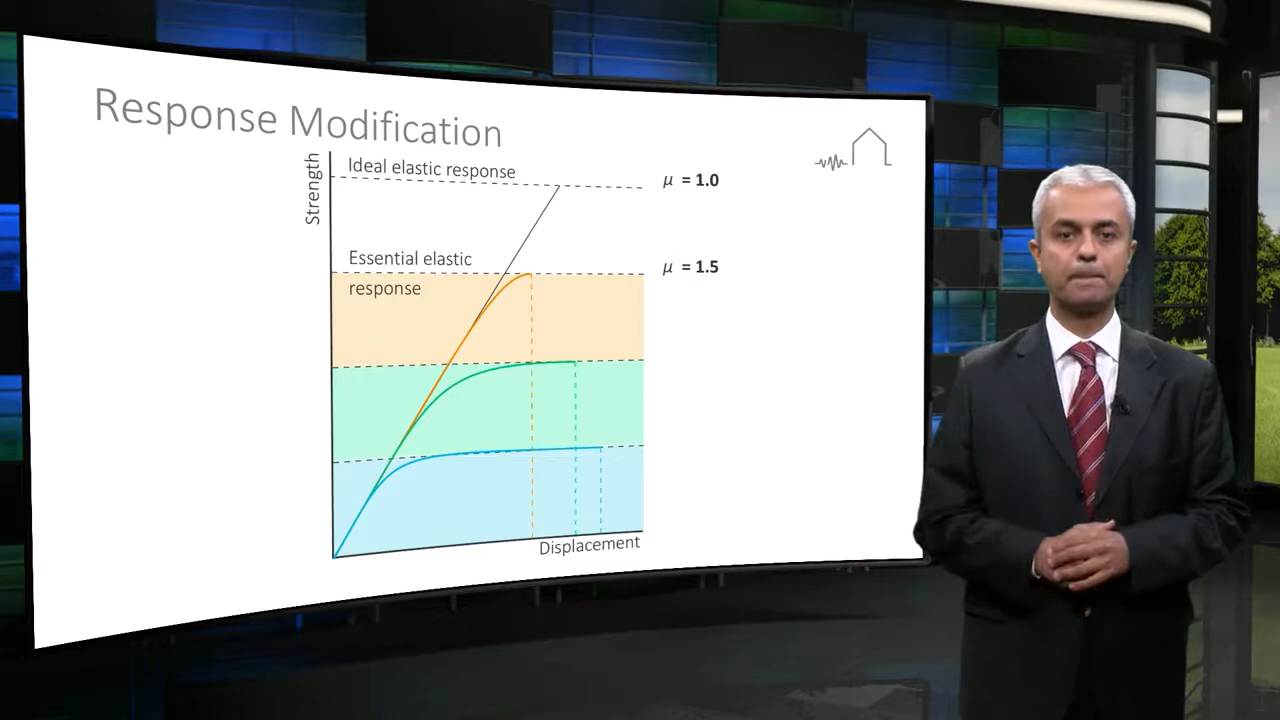 Response Modification
Strength
Ideal elastic response
μ = 1.0
Essential elastic
response
μ = 1.5
Displacement